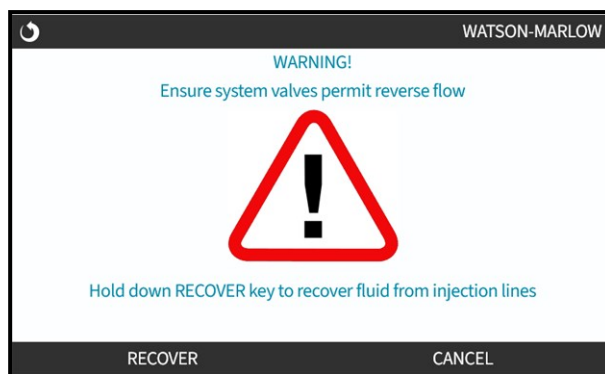 WATSON-MARLOW
WARNING!
Ensure system valves permit reverse flow
!
Hold down RECOVER key to recover fluid from injection lines
RECOVER CANCEL